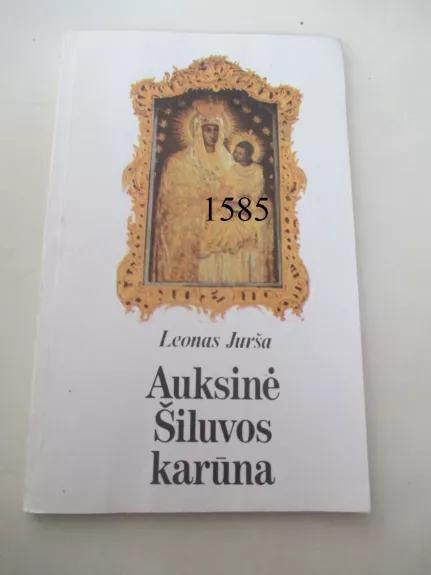 1585
Leonas Jurša
Auksinė
Šiluvos
karūna